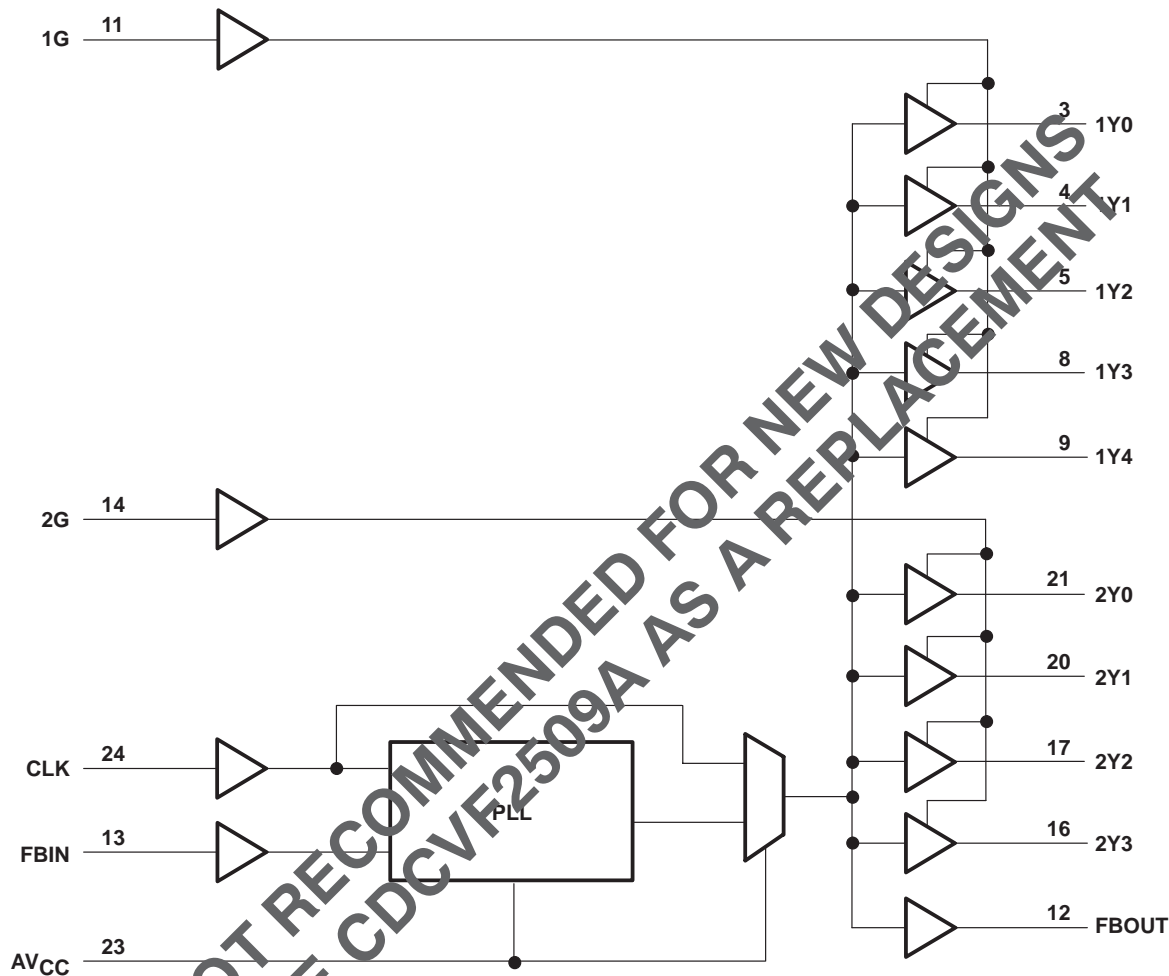 1G 11
3 1Y0
4 1Y1
5 1Y2
8 1Y3
9 1Y4
2G 14
21 2Y0
20 2Y1
17 2Y2
16 2Y3
12 FBOUT
CLK 24
FBIN 13
AVCC 23
PLL
NOT RECOMMENDED FOR NEW DESIGNS
CDCVF2509A AS A REPLACEMENT